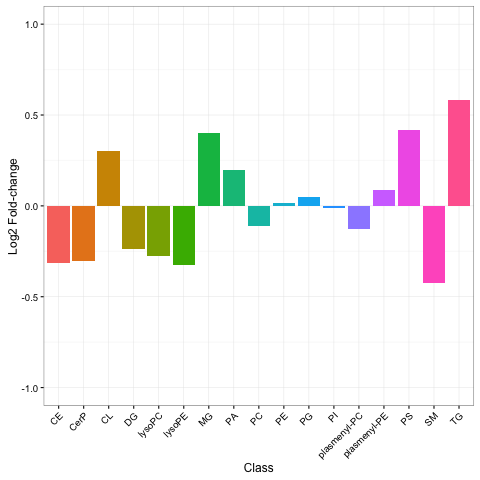 1.0
0.5
0.0
-0.5
-1.0
Log2 Fold-change
CE
CerP
CL
DG
lysoPC
lysoPE
MG
PA
PC
PE
PG
PI
plasmenyl-PC
plasmenyl-PE
PS
SM
TG
Class